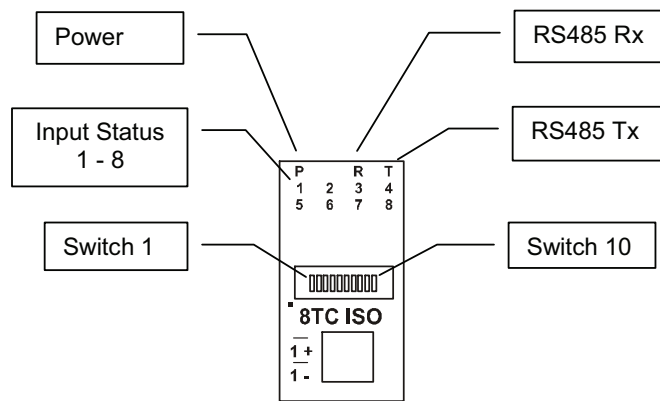 Power
RS485 Rx
Input Status
1 - 8
RS485 Tx
P R T
1 2 3 4
5 6 7 8
Switch 1
Switch 10
8TC ISO
1 +
1 -